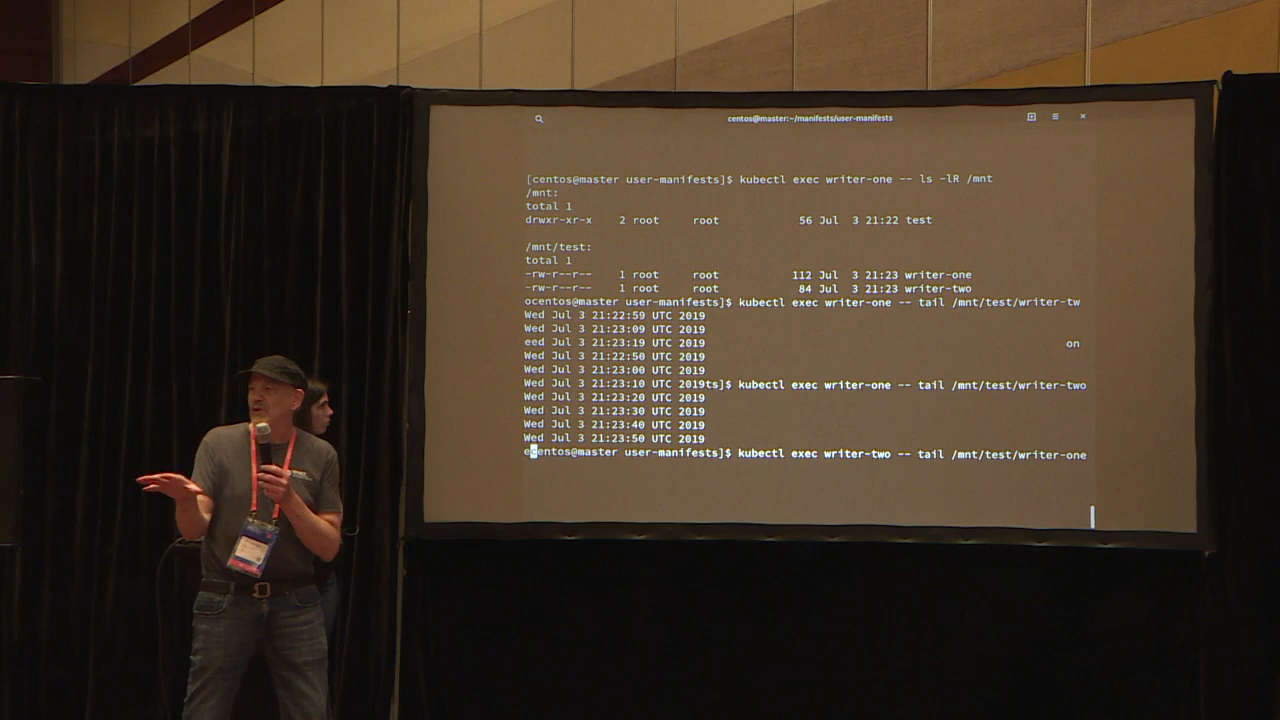 centos@master:~/manifests/user-manifests
[centos@master user-manifests]$ kubectl exec writer-one -- ls -lR /mnt
/mnt:
total 1
drwxr-xr-x 2 root root 56 Jul 3 21:22 test
/mnt/test:
total 1
-rw-r--r-- 1 root root 112 Jul 3 21:23 writer-one
-rw-r--r-- 1 root root 84 Jul 3 21:23 writer-two
ocentos@master user-manifests]$ kubectl exec writer-one -- tail /mnt/test/writer-tw
Wed Jul 3 21:22:59 UTC 2019
Wed Jul 3 21:23:09 UTC 2019
eed Jul 3 21:23:19 UTC 2019 on
Wed Jul 3 21:22:50 UTC 2019
Wed Jul 3 21:23:00 UTC 2019
Wed Jul 3 21:23:10 UTC 2019ts]$ kubectl exec writer-one -- tail /mnt/test/writer-two
Wed Jul 3 21:23:20 UTC 2019
Wed Jul 3 21:23:30 UTC 2019
Wed Jul 3 21:23:40 UTC 2019
Wed Jul 3 21:23:50 UTC 2019
ecentos@master user-manifests]$ kubectl exec writer-two -- tail /mnt/test/writer-one